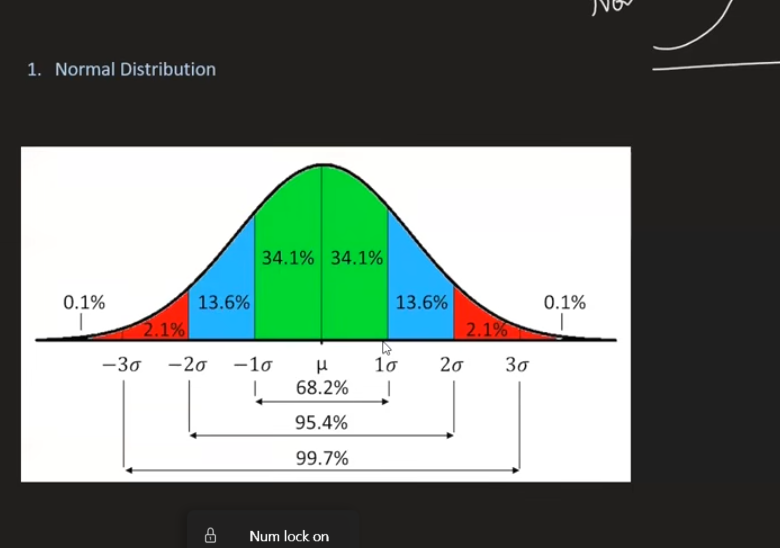 1. Normal Distribution
34.1% 34.1%
0.1% 13.6% 13.6% 0.1%
2.1% 2.1%
−3σ −2σ −1σ μ 1σ 2σ 3σ
68.2%
95.4%
99.7%
Num lock on